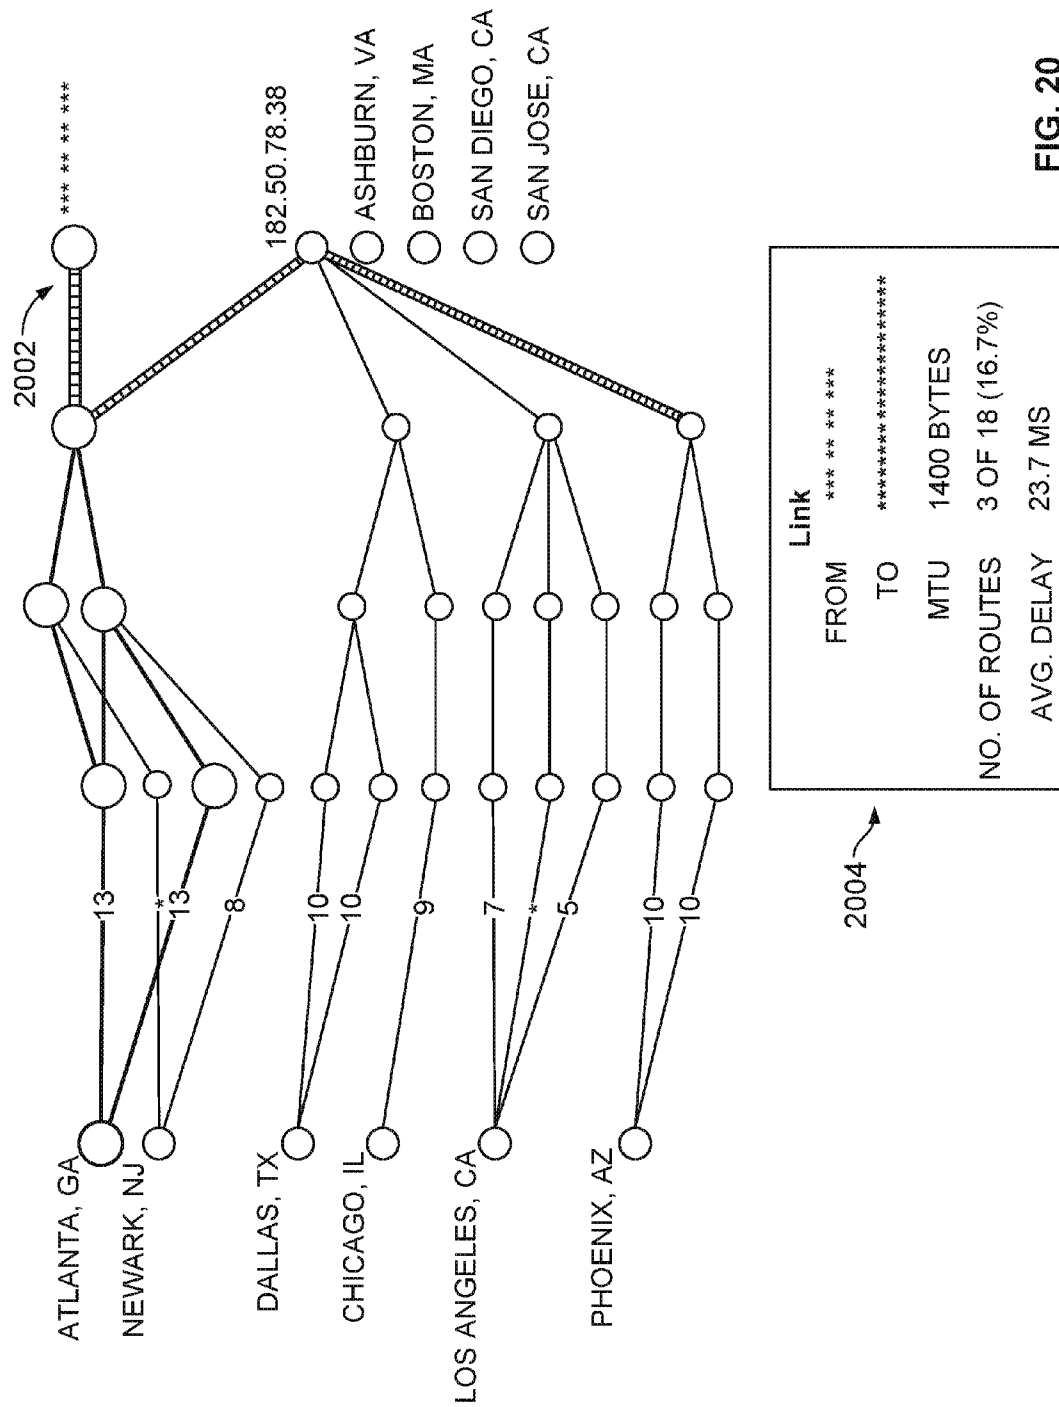 ATLANTA, GA
NEWARK, NJ
DALLAS, TX
CHICAGO, IL
LOS ANGELES, CA
PHOENIX, AZ
13
*
13
8
10
10
9
7
*
5
10
10
2002
*** ** ** ***
182.50.78.38
ASHBURN, VA
BOSTON, MA
SAN DIEGO, CA
SAN JOSE, CA
2004
Link
FROM *** ** ** ***
TO **********************
MTU 1400 BYTES
NO. OF ROUTES 3 OF 18 (16.7%)
AVG. DELAY 23.7 MS
FIG. 20